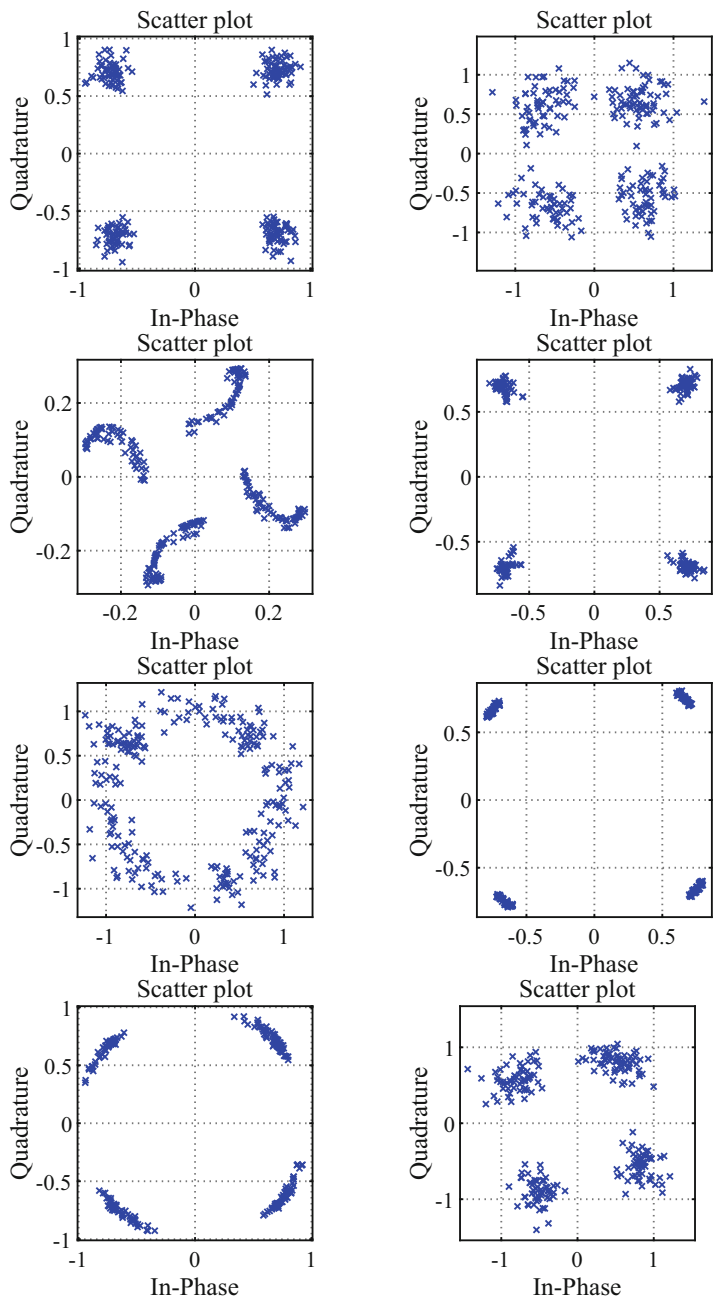 Scatter plot
1
0.5
0
-0.5
-1
-1 0 1
Quadrature
In-Phase
Scatter plot
1
0.5
0
-0.5
-1
-1 0 1
Quadrature
In-Phase
Scatter plot
0.2
0
-0.2
-0.2 0 0.2
Quadrature
In-Phase
Scatter plot
0.5
0
-0.5
-0.5 0 0.5
Quadrature
In-Phase
Scatter plot
1
0.5
0
-0.5
-1
-1 0 1
Quadrature
In-Phase
Scatter plot
0.5
0
-0.5
-0.5 0 0.5
Quadrature
In-Phase
Scatter plot
1
0.5
0
-0.5
-1
-1 0 1
Quadrature
In-Phase
Scatter plot
1
0
-1
-1 0 1
Quadrature
In-Phase